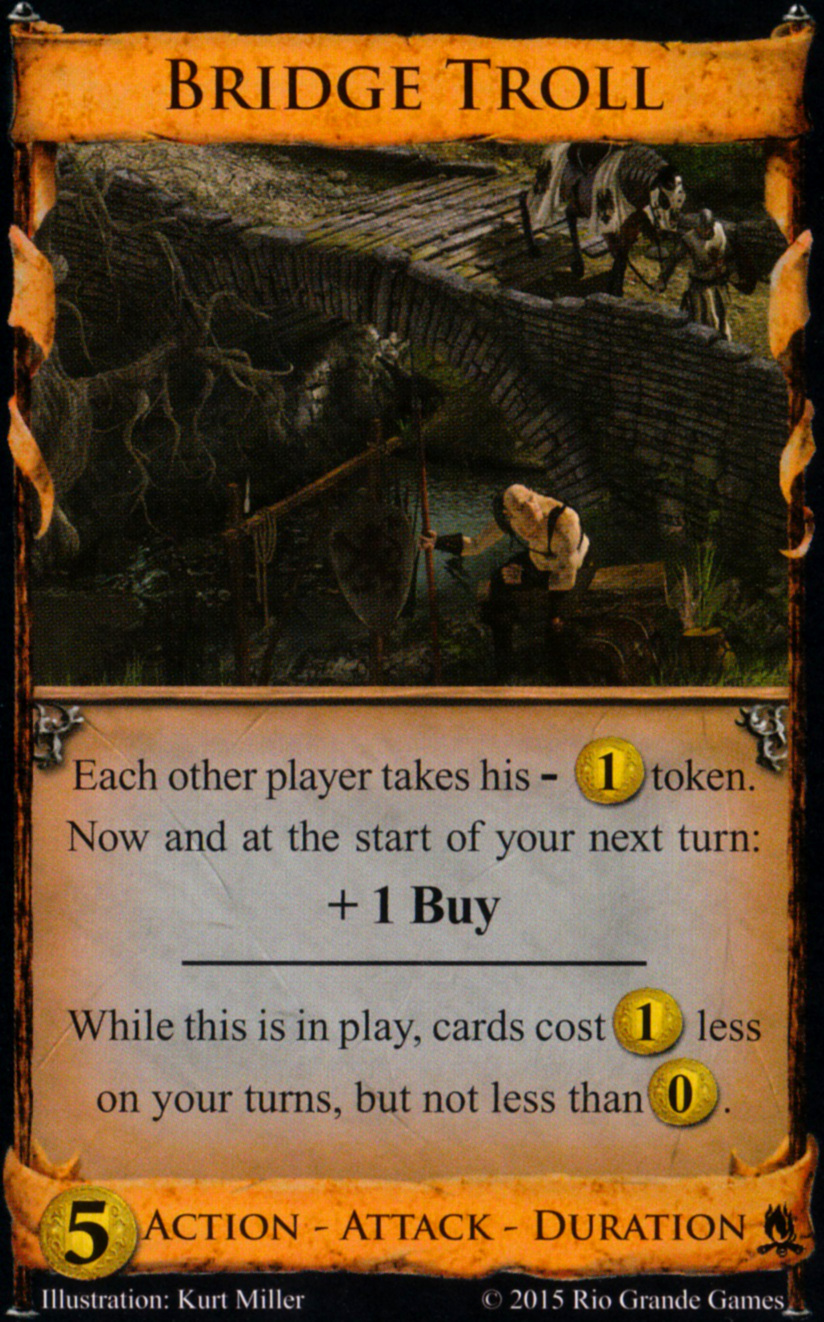 BRIDGE TROLL
Each other player takes his - 1 token.
Now and at the start of your next turn:
+ 1 Buy
While this is in play, cards cost 1 less
on your turns, but not less than 0 .
5 ACTION - ATTACK - DURATION
Illustration: Kurt Miller © 2015 Rio Grande Games